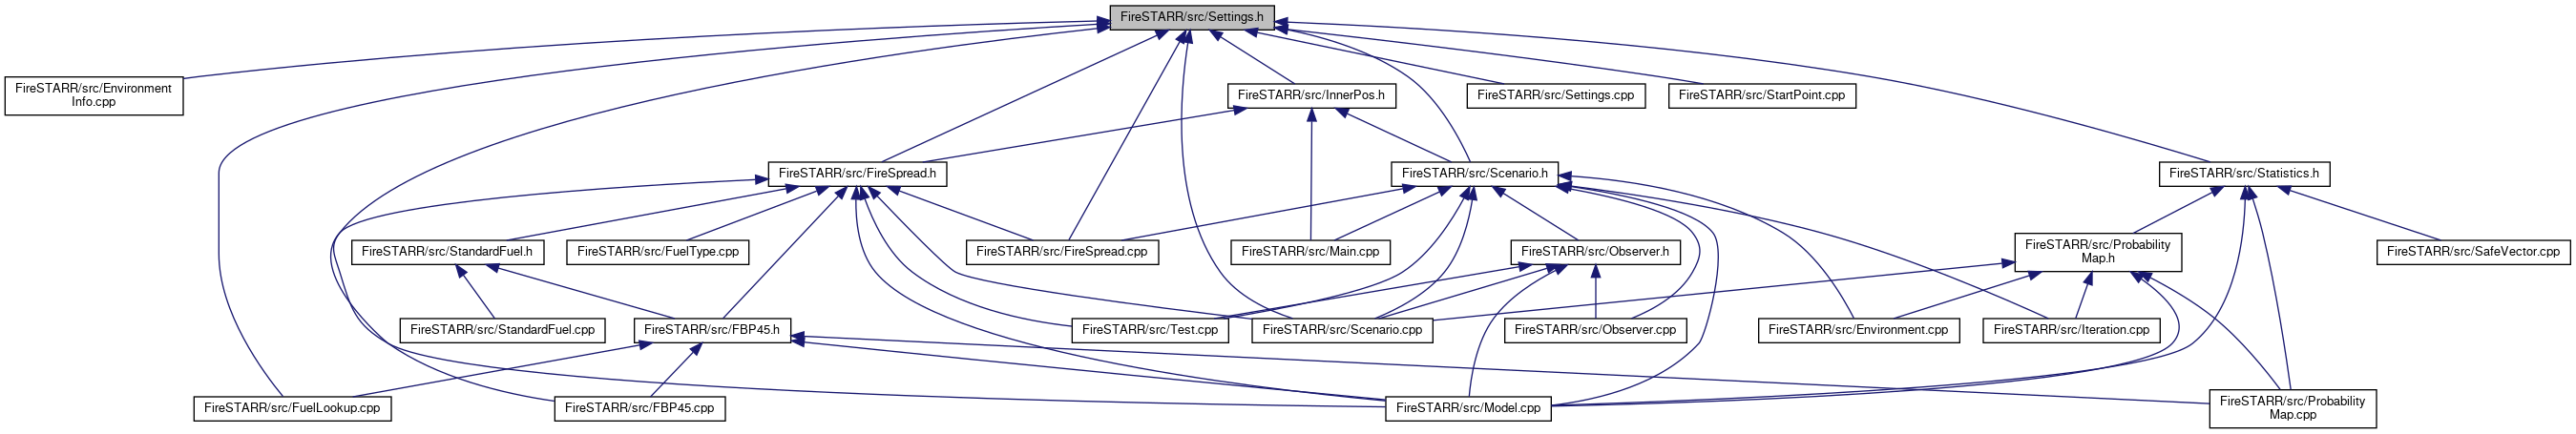 FireSTARR/src/Settings.h
FireSTARR/src/Environment
Info.cpp
FireSTARR/src/InnerPos.h
FireSTARR/src/Settings.cpp
FireSTARR/src/StartPoint.cpp
FireSTARR/src/FireSpread.h
FireSTARR/src/Scenario.h
FireSTARR/src/Statistics.h
FireSTARR/src/StandardFuel.h
FireSTARR/src/FuelType.cpp
FireSTARR/src/FireSpread.cpp
FireSTARR/src/Main.cpp
FireSTARR/src/Observer.h
FireSTARR/src/Probability
Map.h
FireSTARR/src/SafeVector.cpp
FireSTARR/src/StandardFuel.cpp
FireSTARR/src/FBP45.h
FireSTARR/src/Test.cpp
FireSTARR/src/Scenario.cpp
FireSTARR/src/Observer.cpp
FireSTARR/src/Environment.cpp
FireSTARR/src/Iteration.cpp
FireSTARR/src/FuelLookup.cpp
FireSTARR/src/FBP45.cpp
FireSTARR/src/Model.cpp
FireSTARR/src/Probability
Map.cpp